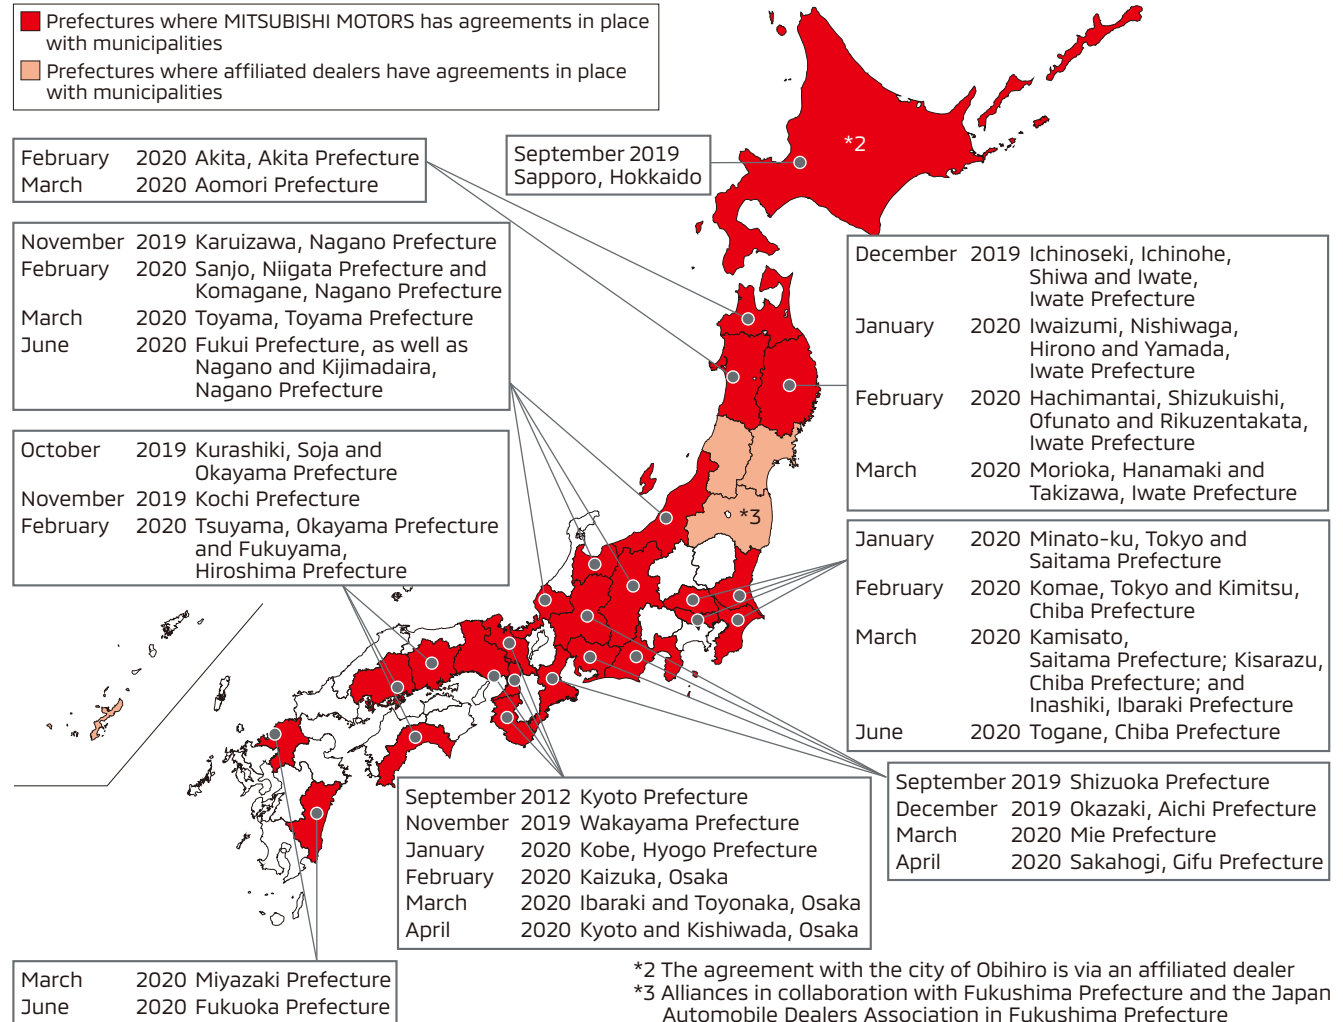 Prefectures where MITSUBISHI MOTORS has agreements in place
with municipalities
Prefectures where affiliated dealers have agreements in place
with municipalities
February 2020 Akita, Akita Prefecture
March 2020 Aomori Prefecture
September 2019
Sapporo, Hokkaido
*2
November 2019 Karuizawa, Nagano Prefecture
February 2020 Sanjo, Niigata Prefecture and
Komagane, Nagano Prefecture
March 2020 Toyama, Toyama Prefecture
June 2020 Fukui Prefecture, as well as
Nagano and Kijimadaira,
Nagano Prefecture
December 2019 Ichinoseki, Ichinohe,
Shiwa and Iwate,
Iwate Prefecture
January 2020 Iwaizumi, Nishiwaga,
Hirono and Yamada,
Iwate Prefecture
February 2020 Hachimantai, Shizukuishi,
Ofunato and Rikuzentakata,
Iwate Prefecture
March 2020 Morioka, Hanamaki and
Takizawa, Iwate Prefecture
October 2019 Kurashiki, Soja and
Okayama Prefecture
November 2019 Kochi Prefecture
February 2020 Tsuyama, Okayama Prefecture
and Fukuyama,
Hiroshima Prefecture
*3
January 2020 Minato-ku, Tokyo and
Saitama Prefecture
February 2020 Komae, Tokyo and Kimitsu,
Chiba Prefecture
March 2020 Kamisato,
Saitama Prefecture; Kisarazu,
Chiba Prefecture; and
Inashiki, Ibaraki Prefecture
June 2020 Togane, Chiba Prefecture
September 2019 Shizuoka Prefecture
December 2019 Okazaki, Aichi Prefecture
March 2020 Mie Prefecture
April 2020 Sakahogi, Gifu Prefecture
September 2012 Kyoto Prefecture
November 2019 Wakayama Prefecture
January 2020 Kobe, Hyogo Prefecture
February 2020 Kaizuka, Osaka
March 2020 Ibaraki and Toyonaka, Osaka
April 2020 Kyoto and Kishiwada, Osaka
March 2020 Miyazaki Prefecture
June 2020 Fukuoka Prefecture
*2 The agreement with the city of Obihiro is via an affiliated dealer
*3 Alliances in collaboration with Fukushima Prefecture and the Japan
Automobile Dealers Association in Fukushima Prefecture